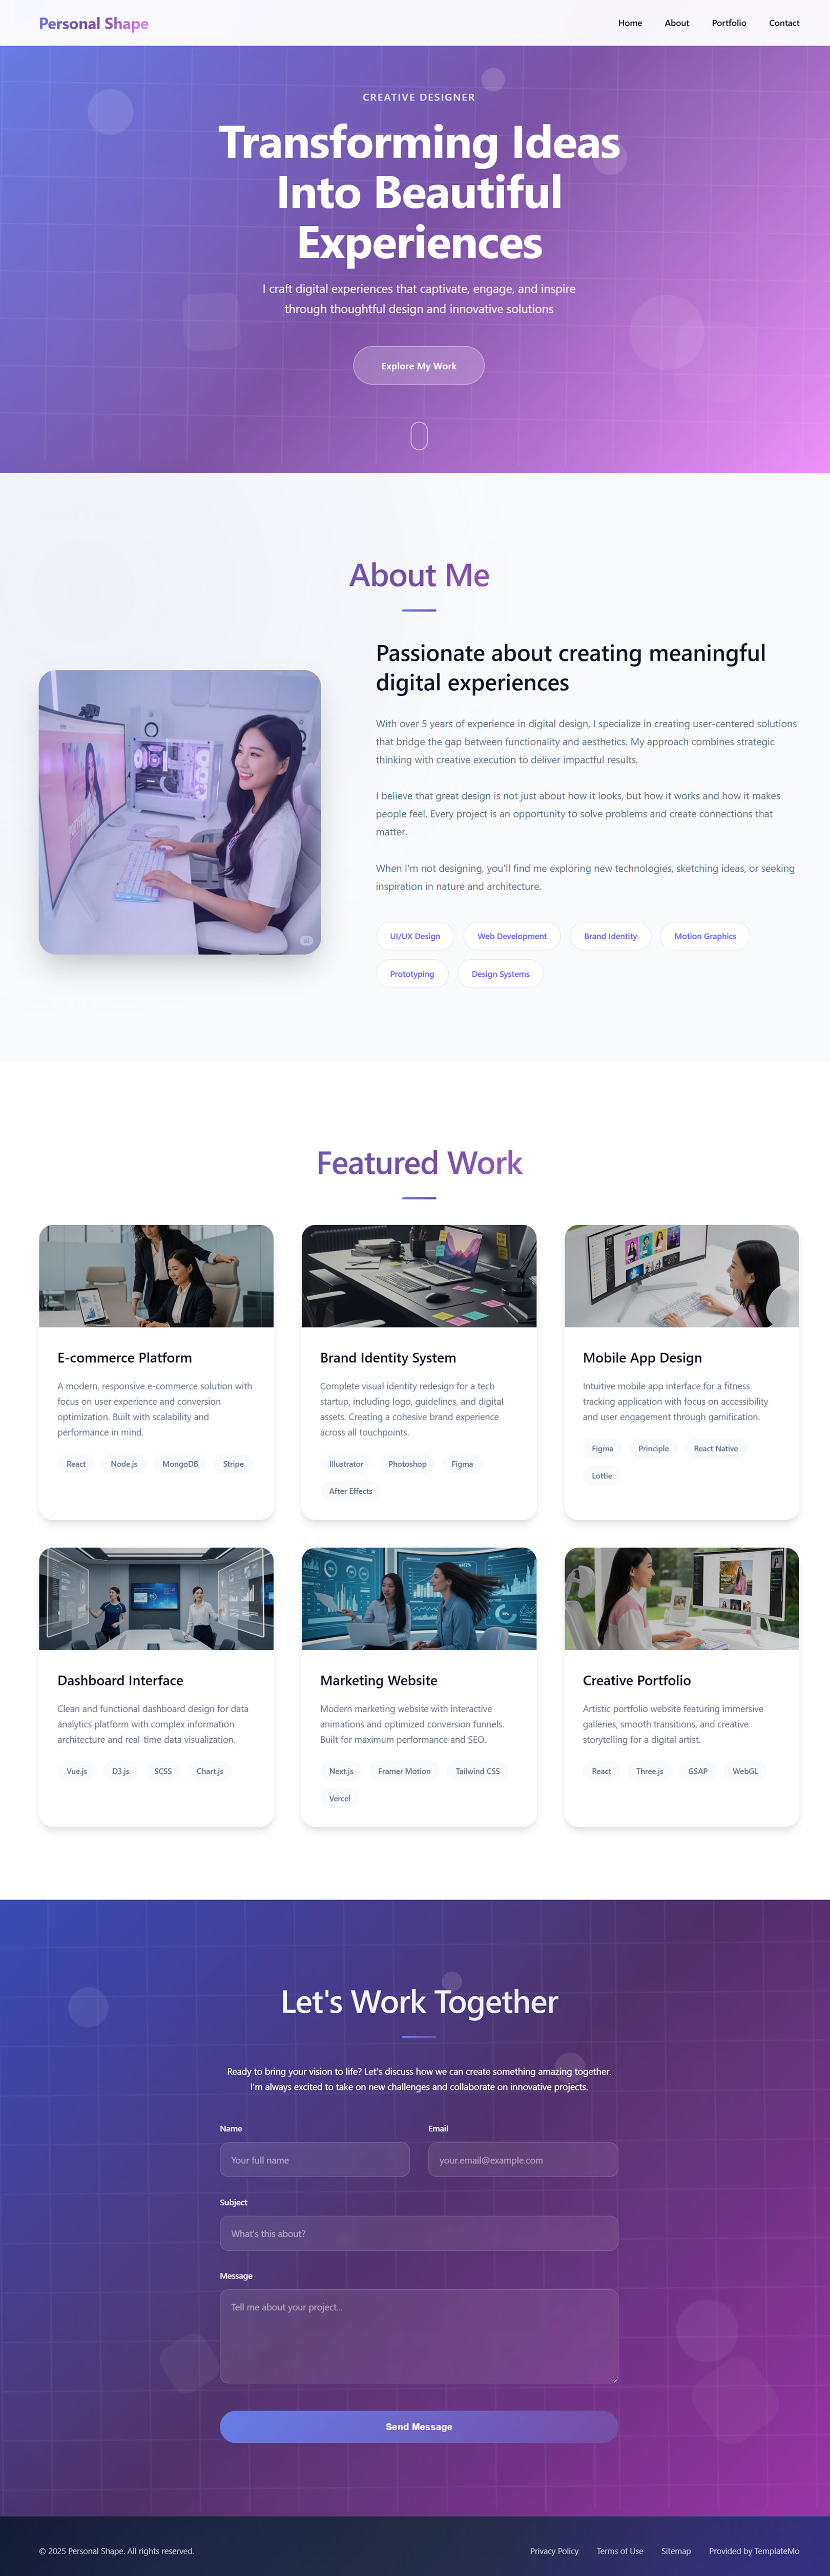 Personal Shape
Home About Portfolio Contact
CREATIVE DESIGNER
Transforming Ideas
Into Beautiful
Experiences
I craft digital experiences that captivate, engage, and inspire
through thoughtful design and innovative solutions
Explore My Work
About Me
Passionate about creating meaningful
digital experiences
With over 5 years of experience in digital design, I specialize in creating user-centered solutions
that bridge the gap between functionality and aesthetics. My approach combines strategic
thinking with creative execution to deliver impactful results.
I believe that great design is not just about how it looks, but how it works and how it makes
people feel. Every project is an opportunity to solve problems and create connections that
matter.
When I'm not designing, you'll find me exploring new technologies, sketching ideas, or seeking
inspiration in nature and architecture.
UI/UX Design Web Development Brand Identity Motion Graphics
Prototyping Design Systems
Featured Work
E-commerce Platform
A modern, responsive e-commerce solution with
focus on user experience and conversion
optimization. Built with scalability and
performance in mind.
React Node.js MongoDB Stripe
Brand Identity System
Complete visual identity redesign for a tech
startup, including logo, guidelines, and digital
assets. Creating a cohesive brand experience
across all touchpoints.
Illustrator Photoshop Figma
After Effects
Mobile App Design
Intuitive mobile app interface for a fitness
tracking application with focus on accessibility
and user engagement through gamification.
Figma Principle React Native
Lottie
Dashboard Interface
Clean and functional dashboard design for data
analytics platform with complex information
architecture and real-time data visualization.
Vue.js D3.js SCSS Chart.js
Marketing Website
Modern marketing website with interactive
animations and optimized conversion funnels.
Built for maximum performance and SEO.
Next.js Framer Motion Tailwind CSS
Vercel
Creative Portfolio
Artistic portfolio website featuring immersive
galleries, smooth transitions, and creative
storytelling for a digital artist.
React Three.js GSAP WebGL
Let's Work Together
Ready to bring your vision to life? Let's discuss how we can create something amazing together.
I'm always excited to take on new challenges and collaborate on innovative projects.
Name Email
Your full name your.email@example.com
Subject
What's this about?
Message
Tell me about your project...
Send Message
© 2025 Personal Shape. All rights reserved.
Privacy Policy Terms of Use Sitemap Provided by TemplateMo